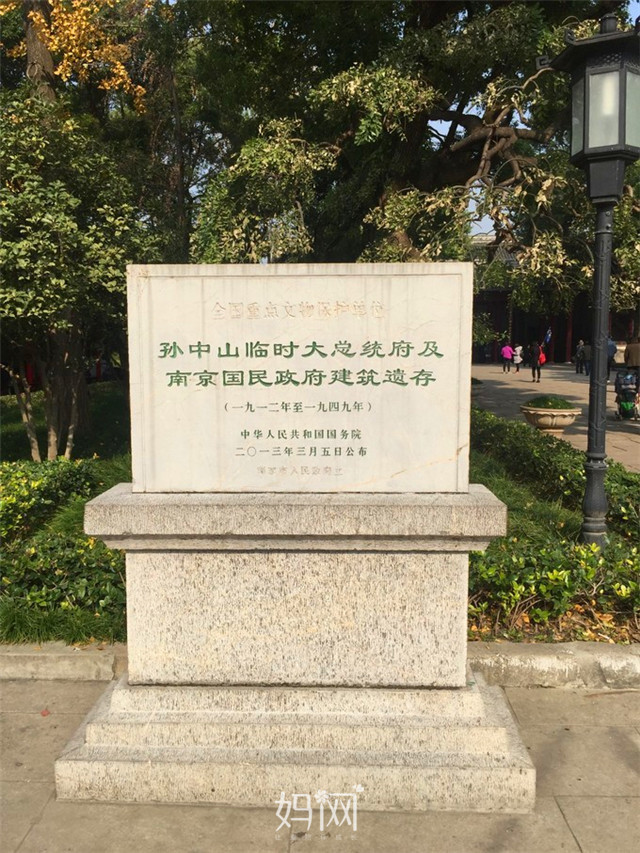 全国重点文物保护单位
孙中山临时大总统府及
南京国民政府建筑遗存
（一九一二年至一九四九年）
中华人民共和国国务院
二〇一三年三月五日公布
南京市人民政府立
妈网